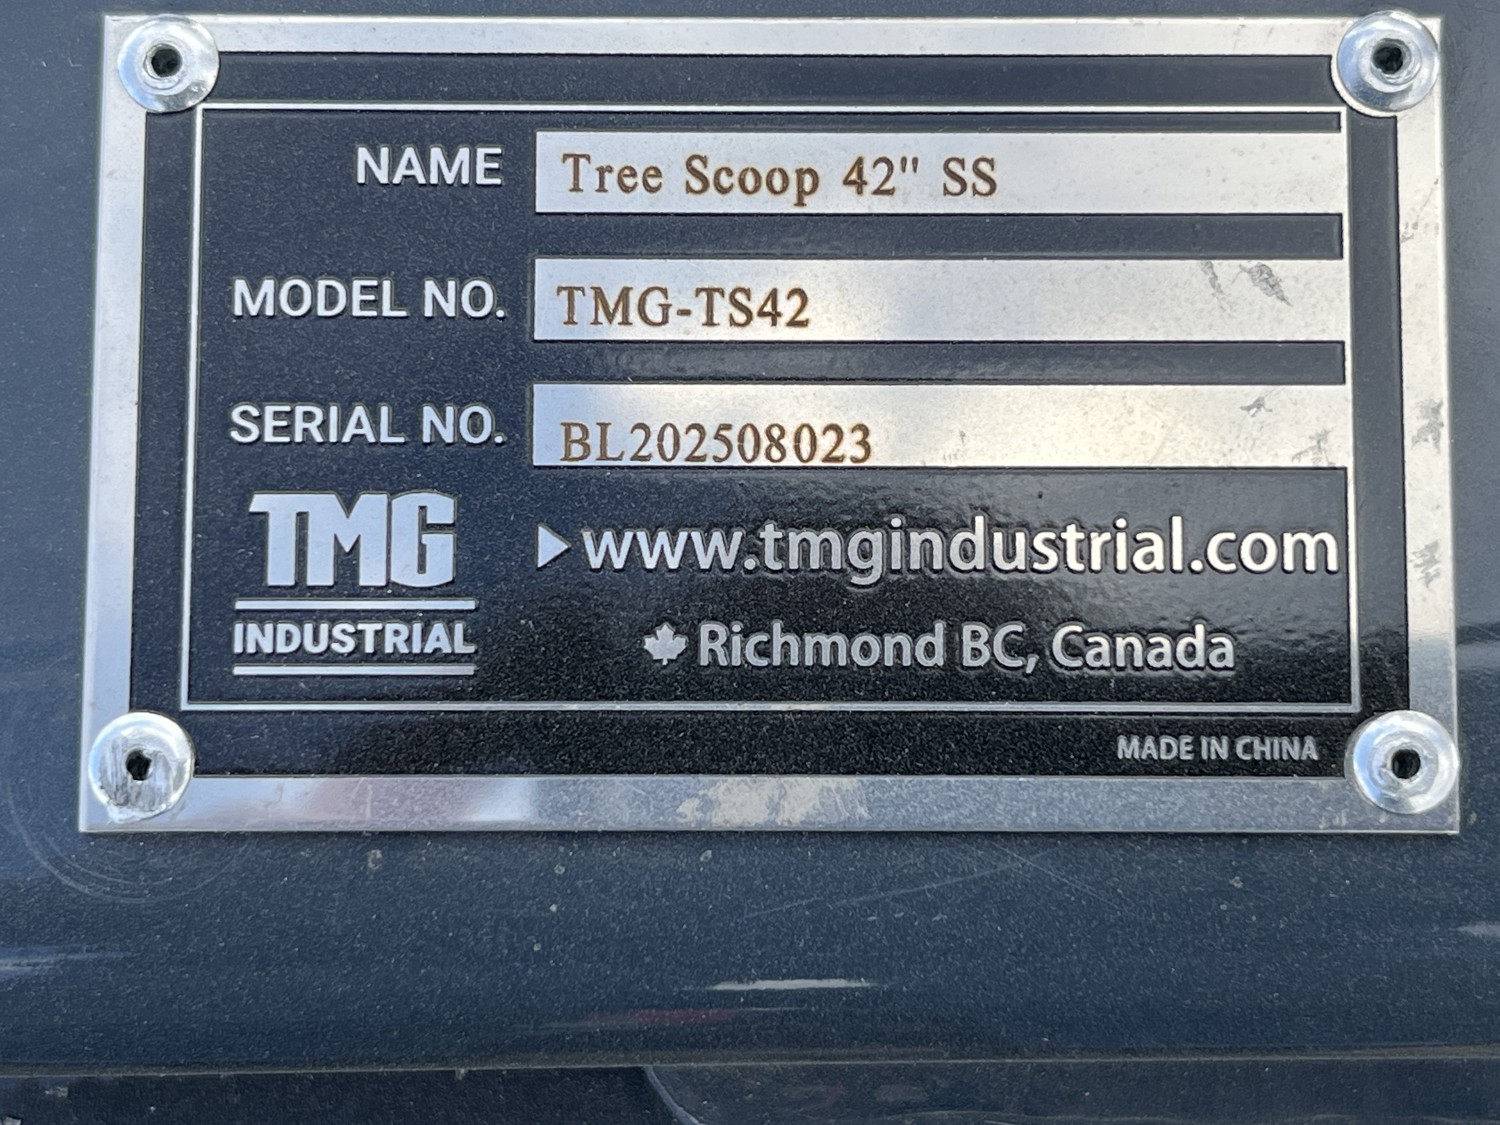 NAME Tree Scoop 42" SS
MODEL NO. TMG-TS42
SERIAL NO. BL202508023
TMG
INDUSTRIAL
www.tmgindustrial.com
Richmond BC, Canada
MADE IN CHINA